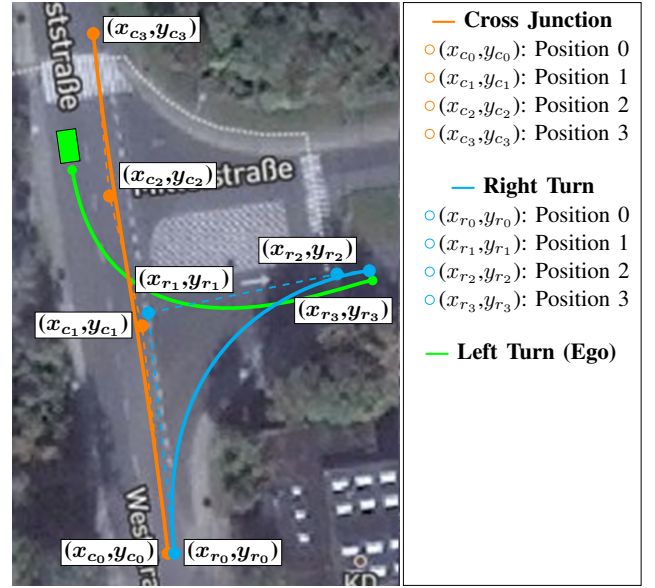 ststraße
(x_{c_3},y_{c_3})
(x_{c_2},y_{c_2})
straße
(x_{r_2},y_{r_2})
(x_{r_1},y_{r_1})
(x_{r_3},y_{r_3})
(x_{c_1},y_{c_1})
West
(x_{c_0},y_{c_0})
(x_{r_0},y_{r_0})
KD
Cross Junction
(x_{c_0},y_{c_0}): Position 0
(x_{c_1},y_{c_1}): Position 1
(x_{c_2},y_{c_2}): Position 2
(x_{c_3},y_{c_3}): Position 3
Right Turn
(x_{r_0},y_{r_0}): Position 0
(x_{r_1},y_{r_1}): Position 1
(x_{r_2},y_{r_2}): Position 2
(x_{r_3},y_{r_3}): Position 3
Left Turn (Ego)